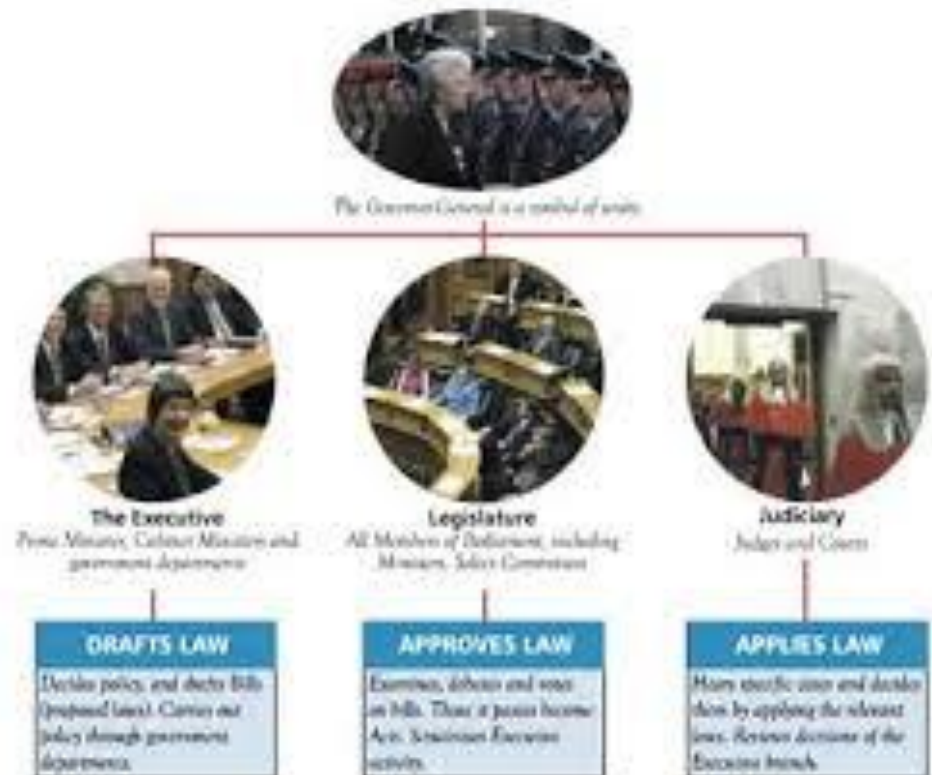 The Governor-General is a symbol of unity
The Executive
Prime Minister, Cabinet Ministers and
government departments
Legislature
All Members of Parliament, including
Ministers, Select Committees
Judiciary
Judges and Courts
DRAFTS LAW
Decides policy, and drafts Bills
(proposed laws). Carries out
policy through government
departments.
APPROVES LAW
Examines, debates and votes
on bills. Those it passes become
Acts. Scrutinises Executive
activity.
APPLIES LAW
Hears specific cases and decides
them by applying the relevant
laws. Reviews decisions of the
Executive branch.